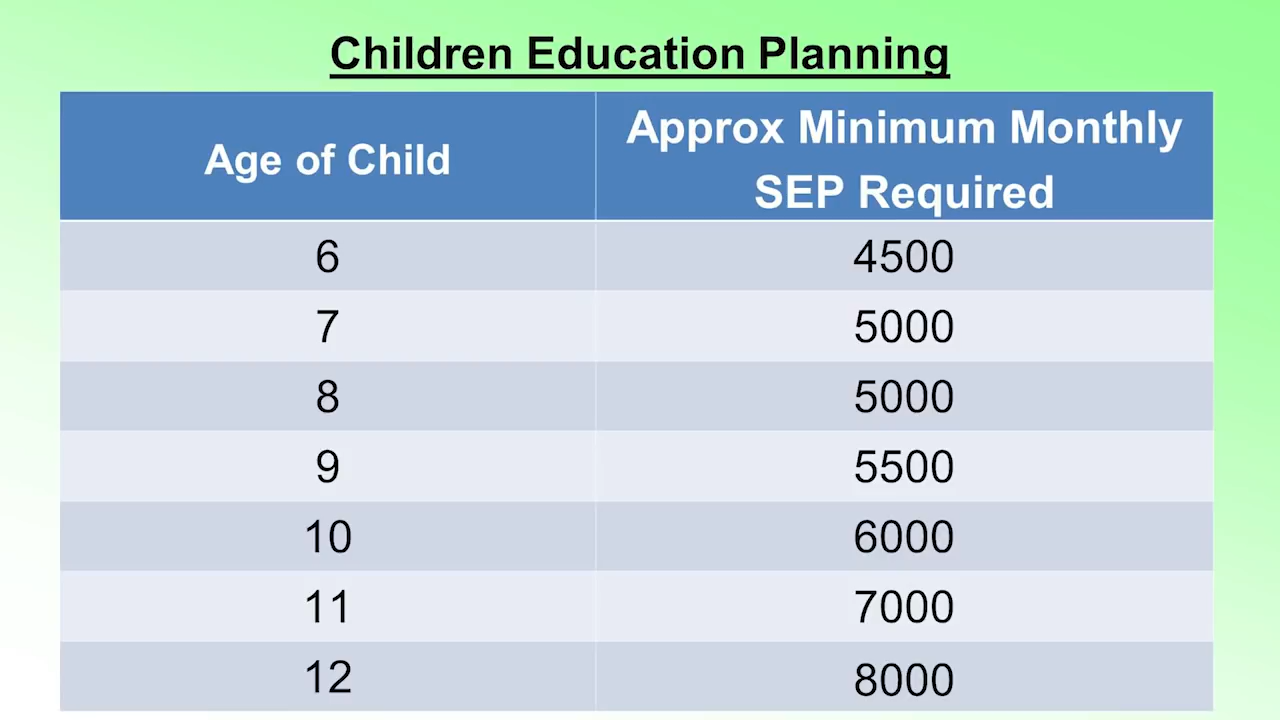 Children Education Planning
Age of Child
Approx Minimum Monthly
SEP Required
6 4500
7 5000
8 5000
9 5500
10 6000
11 7000
12 8000